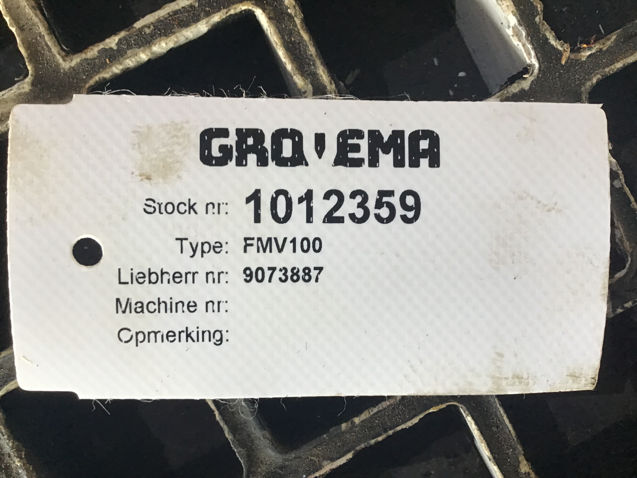 GROVEMA
Stock nr: 1012359
Type: FMV100
Liebherr nr: 9073887
Machine nr:
Opmerking: